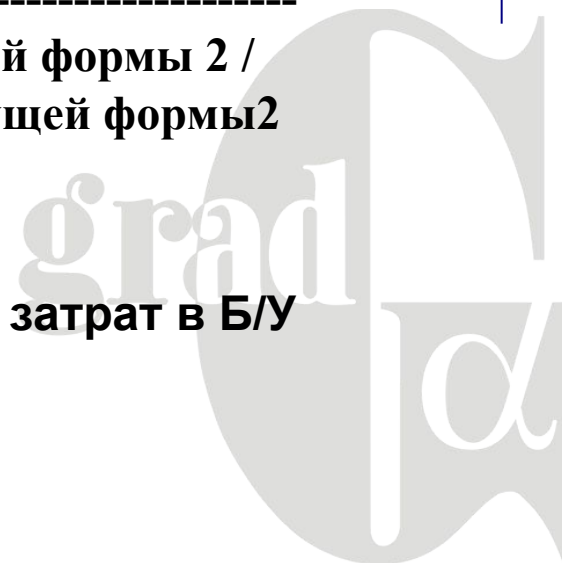 --------------------
й формы 2 /
щей формы2
grad
затрат в Б/У